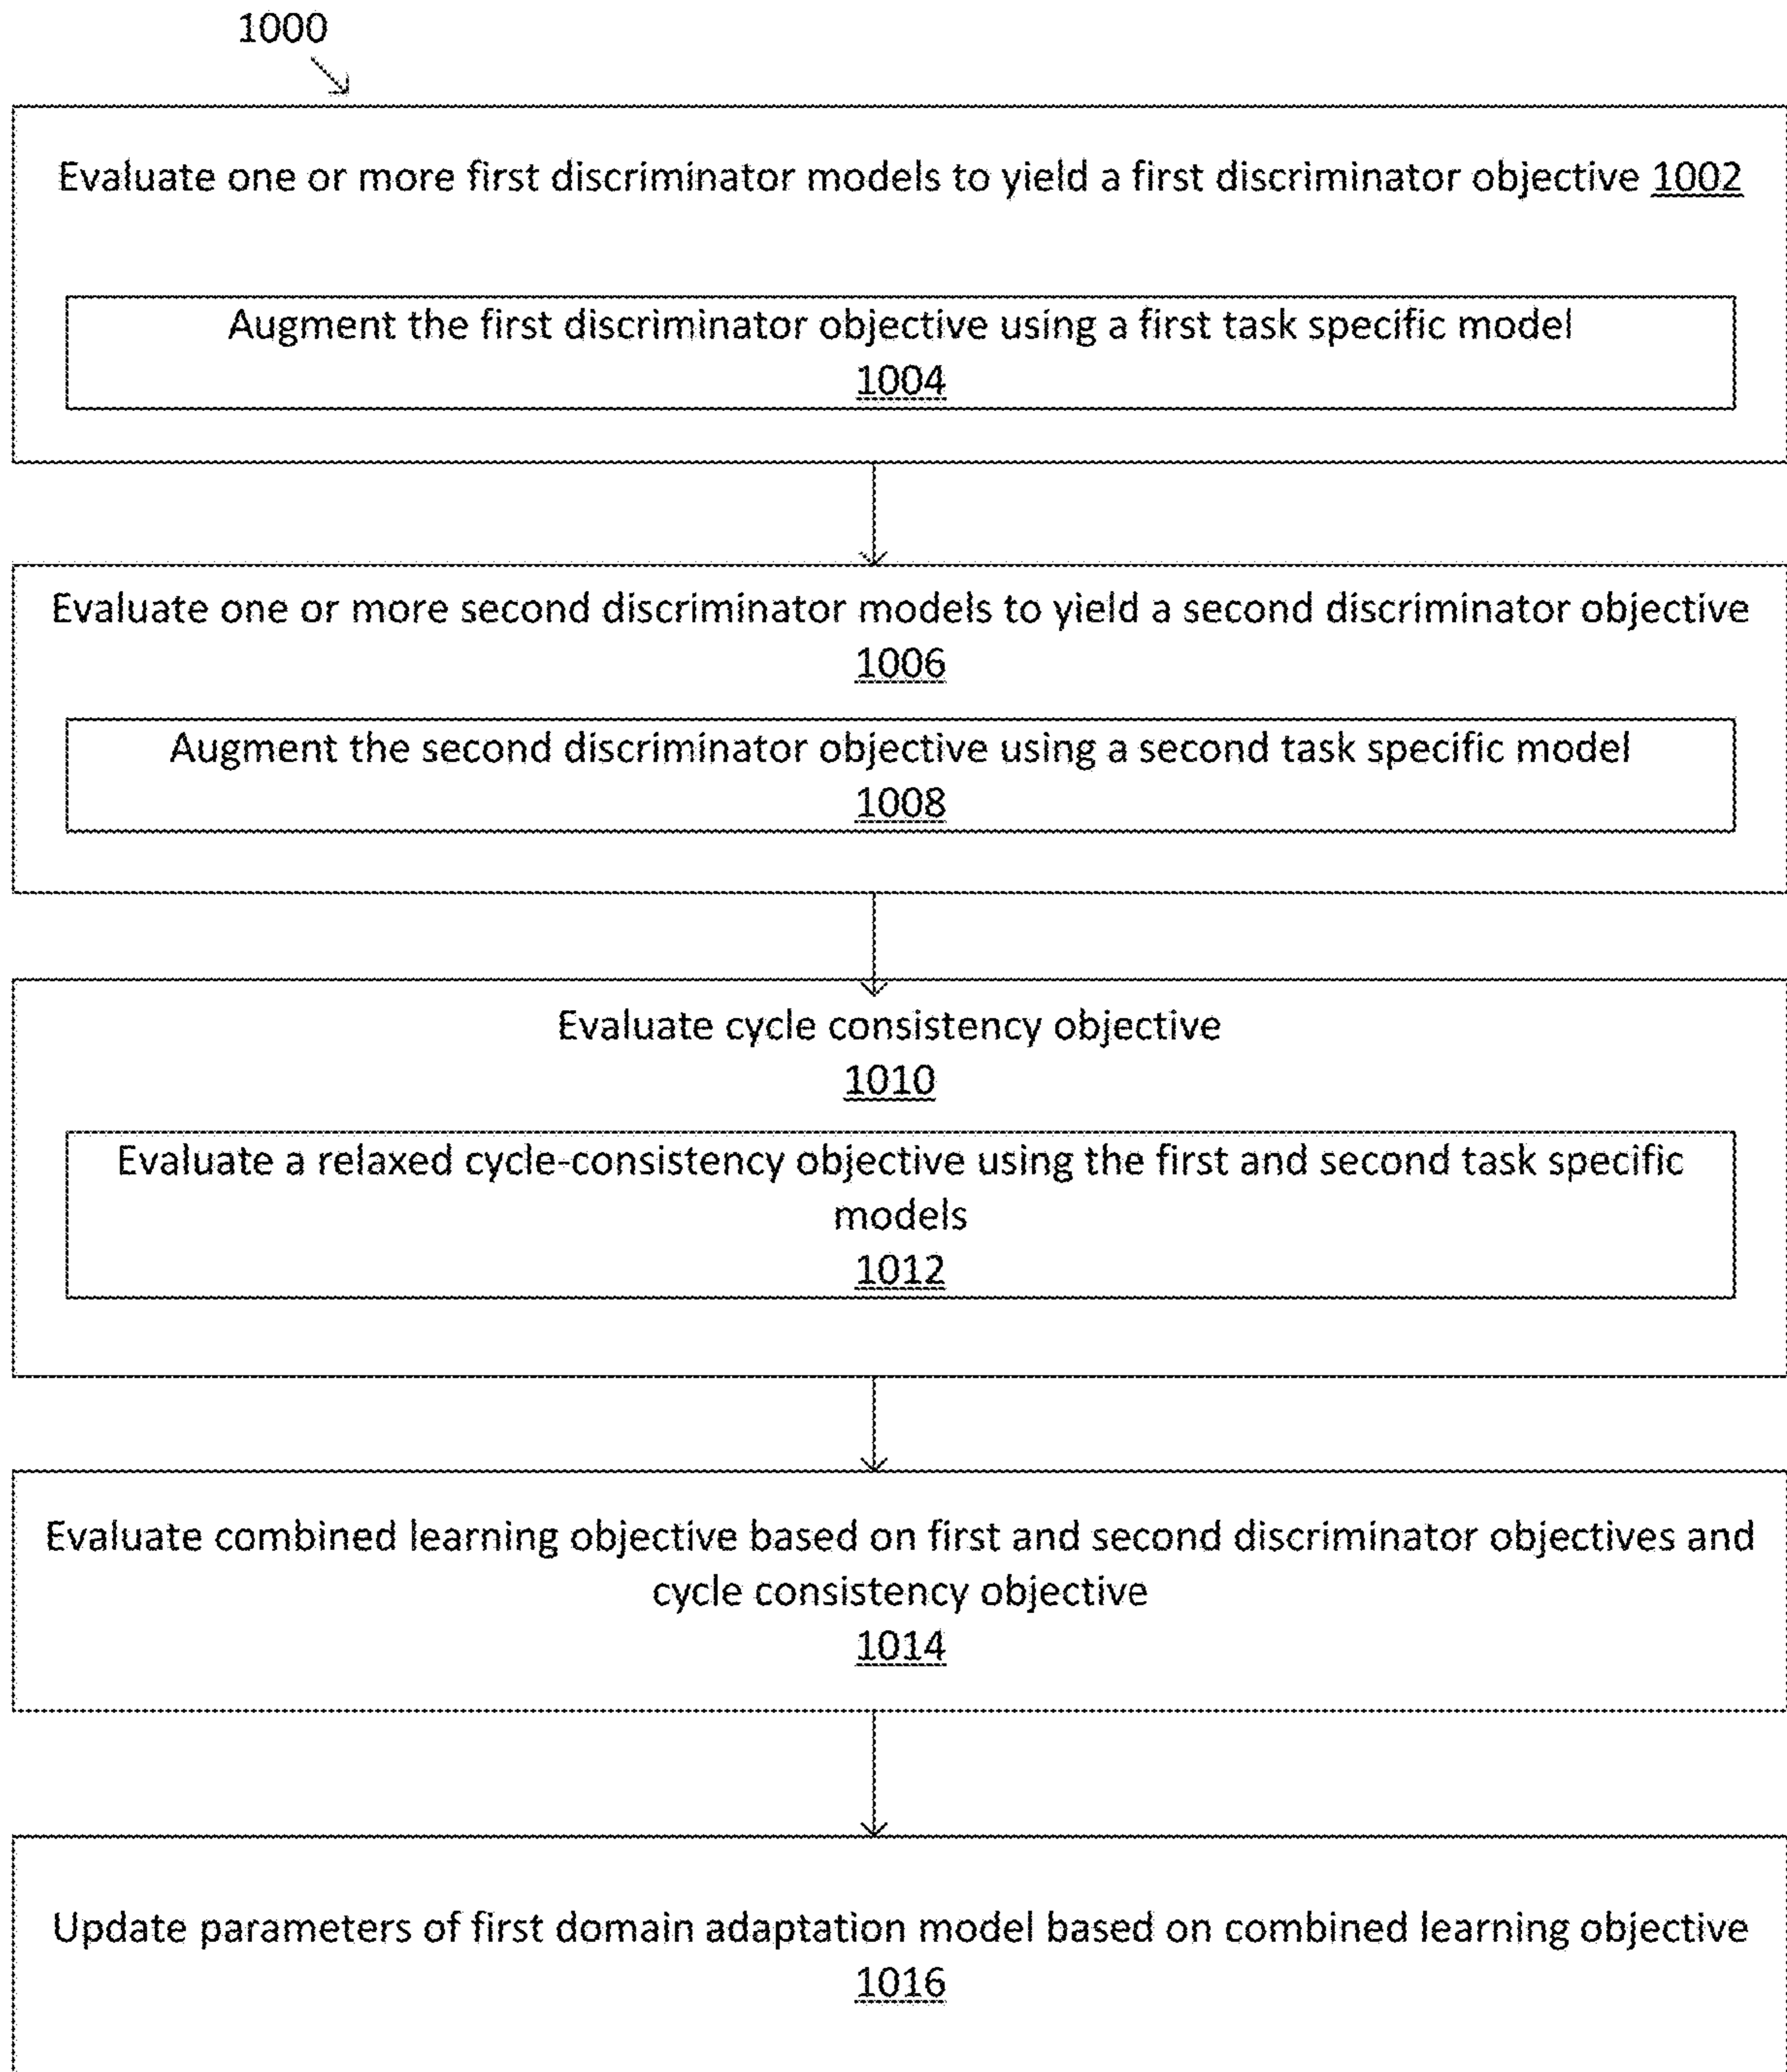 1000
Evaluate one or more first discriminator models to yield a first discriminator objective 1002
Augment the first discriminator objective using a first task specific model
1004
Evaluate one or more second discriminator models to yield a second discriminator objective
1006
Augment the second discriminator objective using a second task specific model
1008
Evaluate cycle consistency objective
1010
Evaluate a relaxed cycle-consistency objective using the first and second task specific
models
1012
Evaluate combined learning objective based on first and second discriminator objectives and
cycle consistency objective
1014
Update parameters of first domain adaptation model based on combined learning objective
1016